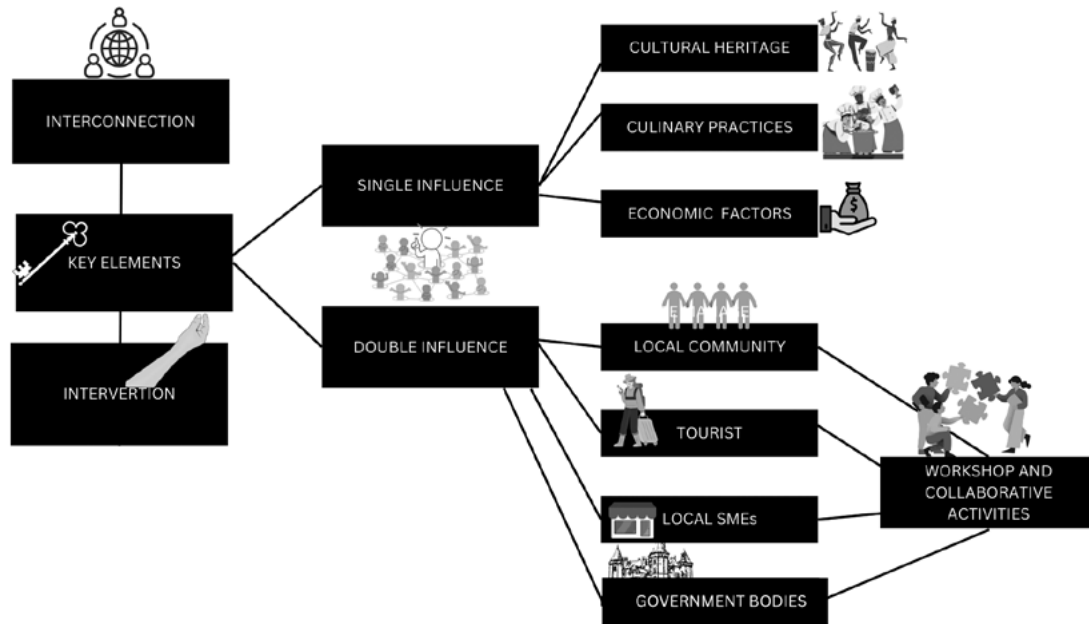 INTERCONNECTION
KEY ELEMENTS
INTERVERTION
SINGLE INFLUENCE
DOUBLE INFLUENCE
CULTURAL HERITAGE
CULINARY PRACTICES
$
ECONOMIC FACTORS
E A A E
LOCAL COMMUNITY
TOURIST
LOCAL SMEs
GOVERNMENT BODIES
WORKSHOP AND
COLLABORATIVE
ACTIVITIES